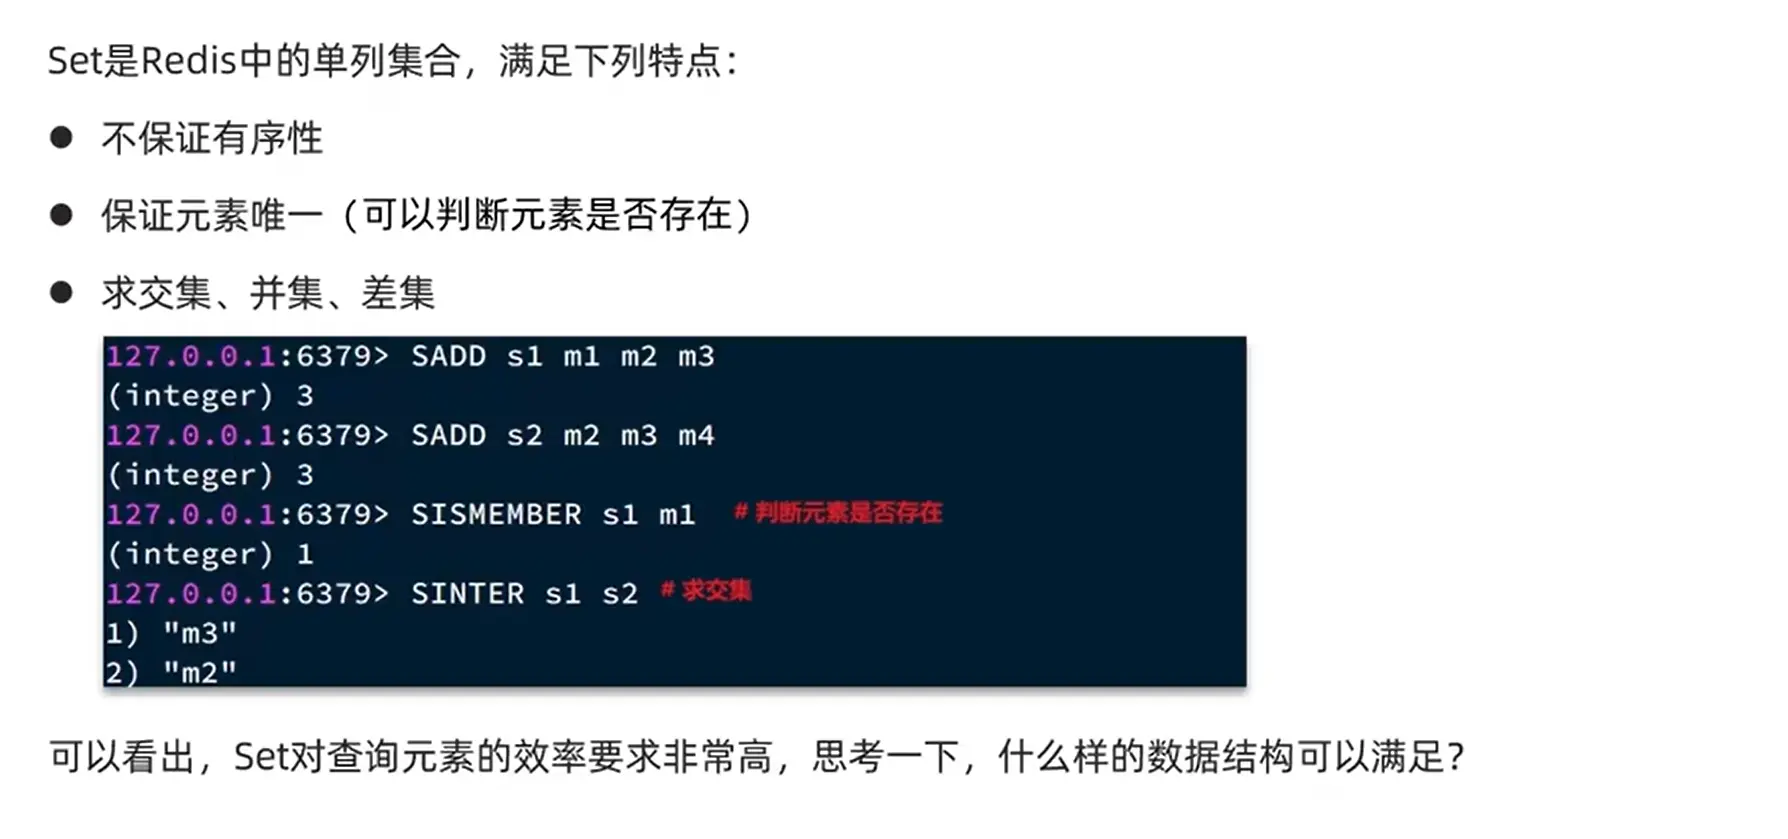 Set是Redis中的单列集合，满足下列特点：
● 不保证有序性
● 保证元素唯一（可以判断元素是否存在）
● 求交集、并集、差集
127.0.0.1:6379> SADD s1 m1 m2 m3
(integer) 3
127.0.0.1:6379> SADD s2 m2 m3 m4
(integer) 3
127.0.0.1:6379> SISMEMBER s1 m1 # 判断元素是否存在
(integer) 1
127.0.0.1:6379> SINTER s1 s2 # 求交集
1) "m3"
2) "m2"
可以看出，Set对查询元素的效率要求非常高，思考一下，什么样的数据结构可以满足？